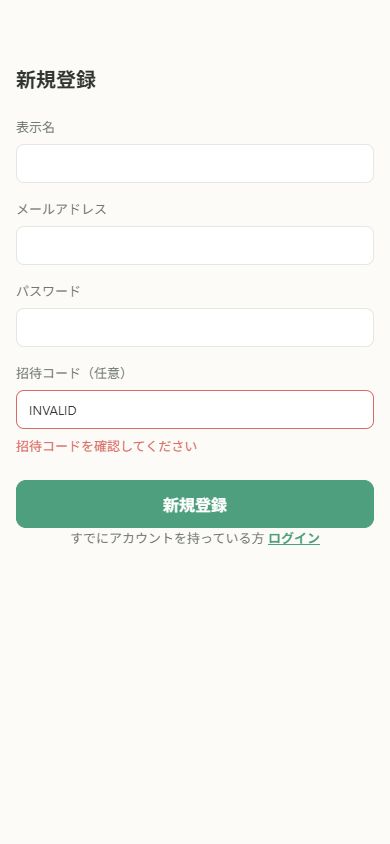 新規登録
表示名
メールアドレス
パスワード
招待コード（任意）
INVALID
招待コードを確認してください
新規登録
すでにアカウントを持っている方 ログイン